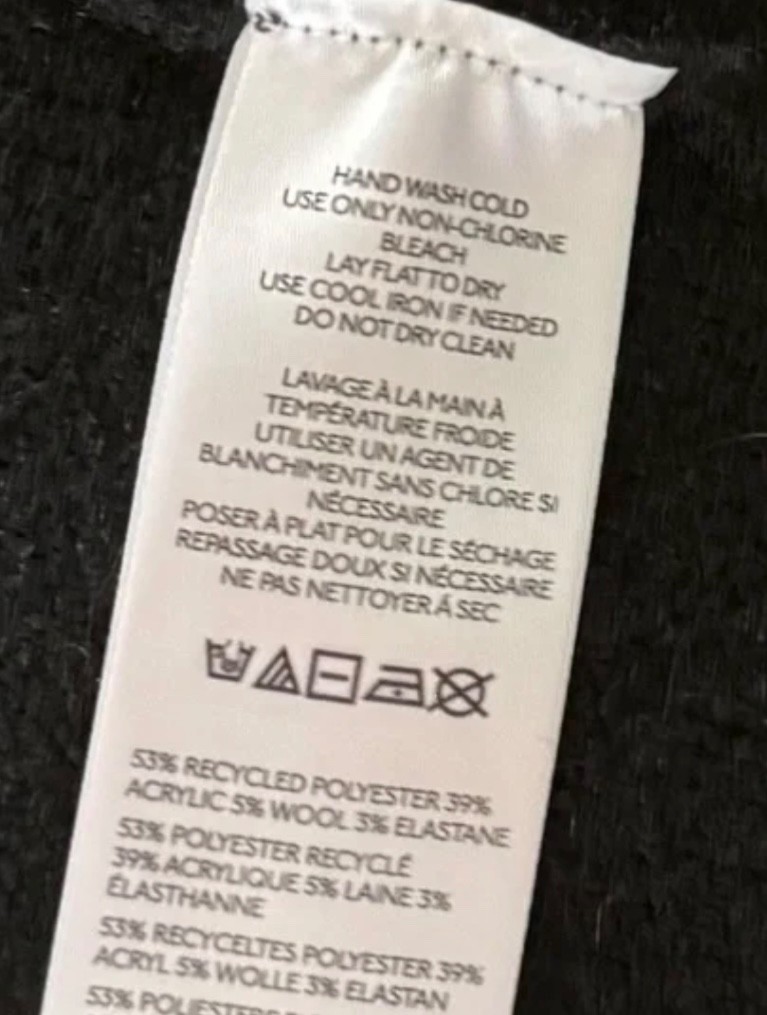 HAND WASH COLD
USE ONLY NON-CHLORINE
BLEACH
LAY FLAT TO DRY
USE COOL IRON IF NEEDED
DO NOT DRY CLEAN
LAVAGE À LA MAIN À
TEMPÉRATURE FROIDE
UTILISER UN AGENT DE
BLANCHIMENT SANS CHLORE SI
NÉCESSAIRE
POSER À PLAT POUR LE SÉCHAGE
REPASSAGE DOUX SI NÉCESSAIRE
NE PAS NETTOYER À SEC
53% RECYCLED POLYESTER 39%
ACRYLIC 5% WOOL 3% ELASTANE
53% POLYESTER RECYCLÉ
39% ACRYLIQUE 5% LAINE 3%
ÉLASTHANNE
53% RECYCELTES POLYESTER 39%
ACRYL 5% WOLLE 3% ELASTAN
53%